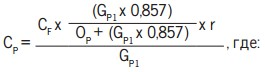 (G_P1 x 0,857)
C_P = C_F x ―――――――――――― x r , где:
O_P + (G_P1 x 0,857)
G_P1